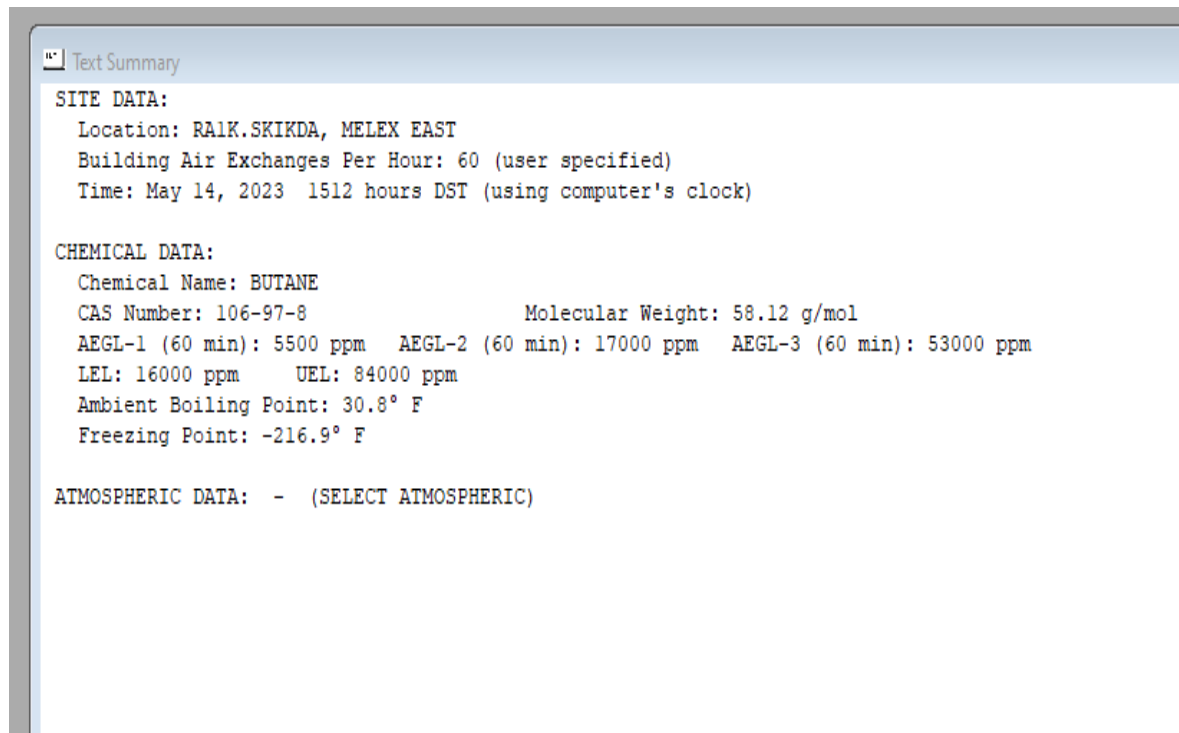 Text Summary
SITE DATA:
Location: RA1K.SKIKDA, MELEX EAST
Building Air Exchanges Per Hour: 60 (user specified)
Time: May 14, 2023 1512 hours DST (using computer's clock)
CHEMICAL DATA:
Chemical Name: BUTANE
CAS Number: 106-97-8 Molecular Weight: 58.12 g/mol
AEGL-1 (60 min): 5500 ppm AEGL-2 (60 min): 17000 ppm AEGL-3 (60 min): 53000 ppm
LEL: 16000 ppm UEL: 84000 ppm
Ambient Boiling Point: 30.8° F
Freezing Point: -216.9° F
ATMOSPHERIC DATA: - (SELECT ATMOSPHERIC)